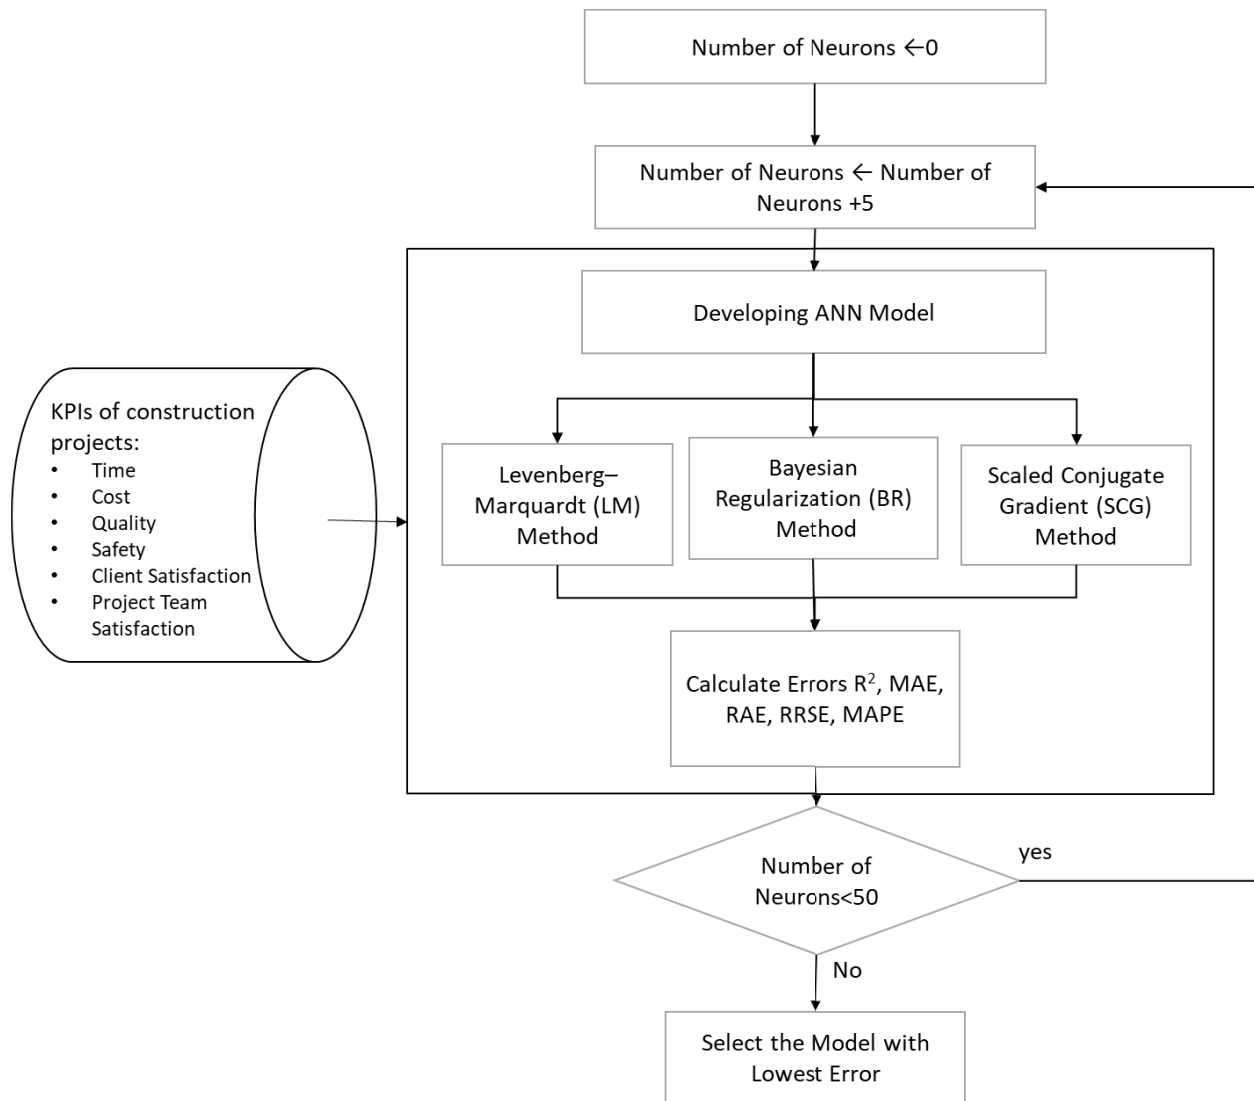 Number of Neurons ←0
Number of Neurons ← Number of
Neurons +5
Developing ANN Model
KPIs of construction
projects:
• Time
• Cost
• Quality
• Safety
• Client Satisfaction
• Project Team
Satisfaction
Levenberg–
Marquardt (LM)
Method
Bayesian
Regularization (BR)
Method
Scaled Conjugate
Gradient (SCG)
Method
Calculate Errors R², MAE,
RAE, RRSE, MAPE
Number of
Neurons<50
yes
No
Select the Model with
Lowest Error